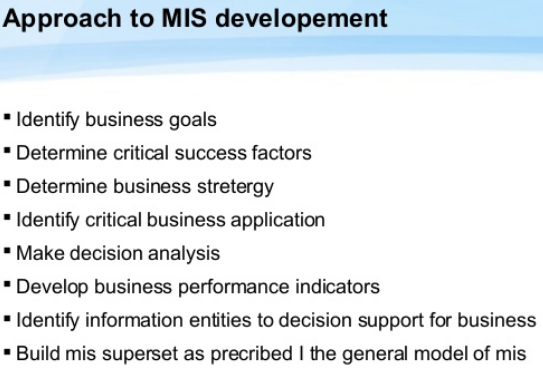 Approach to MIS developement
▪ Identify business goals
▪ Determine critical success factors
▪ Determine business stretergy
▪ Identify critical business application
▪ Make decision analysis
▪ Develop business performance indicators
▪ Identify information entities to decision support for business
▪ Build mis superset as precribed I the general model of mis